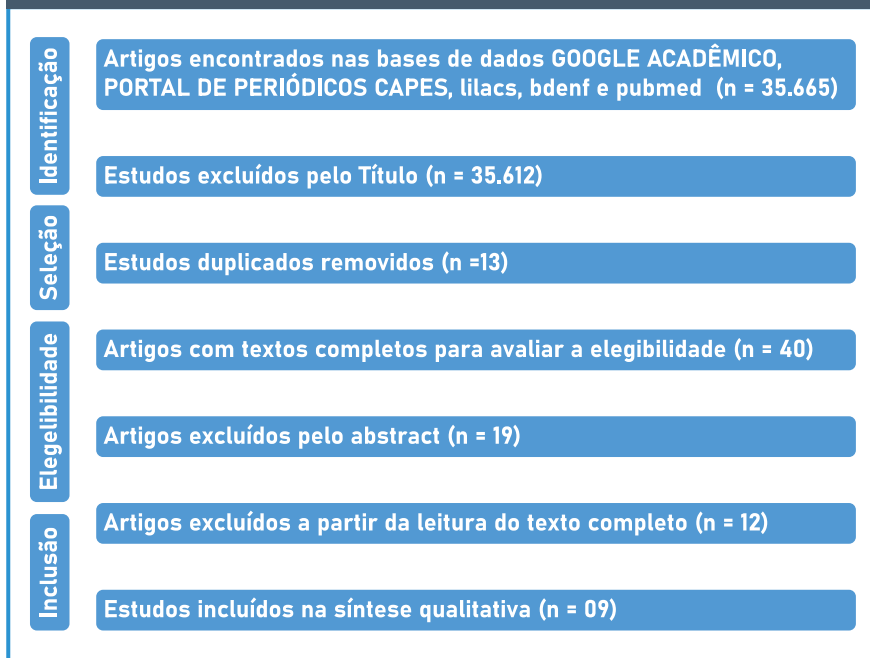 Identificação
Artigos encontrados nas bases de dados GOOGLE ACADÊMICO,
PORTAL DE PERIÓDICOS CAPES, lilacs, bdenf e pubmed (n = 35.665)
Estudos excluídos pelo Título (n = 35.612)
Seleção
Estudos duplicados removidos (n =13)
Elegelibilidade
Artigos com textos completos para avaliar a elegibilidade (n = 40)
Artigos excluídos pelo abstract (n = 19)
Inclusão
Artigos excluídos a partir da leitura do texto completo (n = 12)
Estudos incluídos na síntese qualitativa (n = 09)